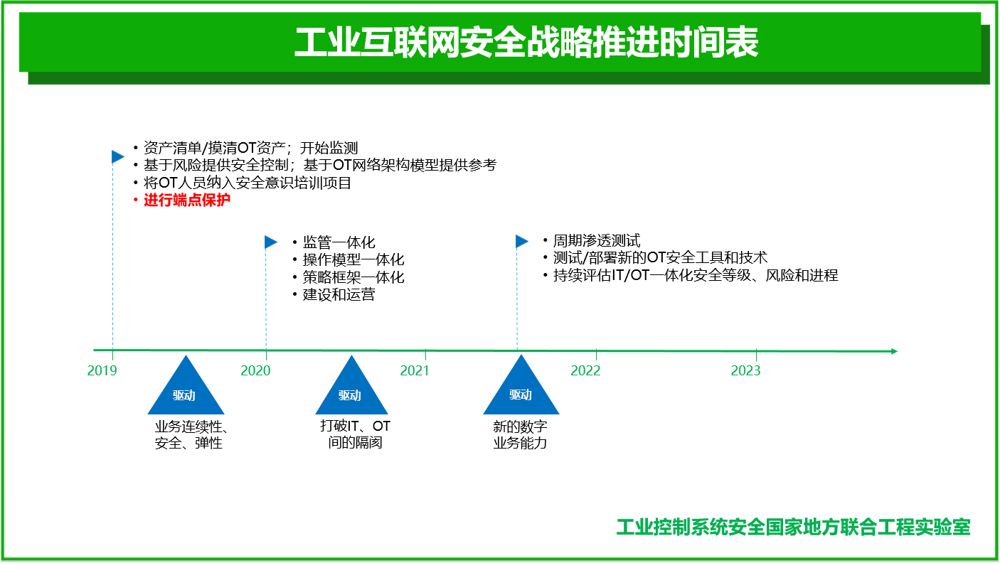 工业互联网安全战略推进时间表
• 资产清单/摸清OT资产；开始监测
• 基于风险提供安全控制；基于OT网络架构模型提供参考
• 将OT人员纳入安全意识培训项目
• 进行端点保护
• 监管一体化
• 操作模型一体化
• 策略框架一体化
• 建设和运营
• 周期渗透测试
• 测试/部署新的OT安全工具和技术
• 持续评估IT/OT一体化安全等级、风险和进程
2019
2020
2021
2022
2023
驱动
驱动
驱动
业务连续性、
安全、弹性
打破IT、OT
间的隔阂
新的数字
业务能力
工业控制系统安全国家地方联合工程实验室